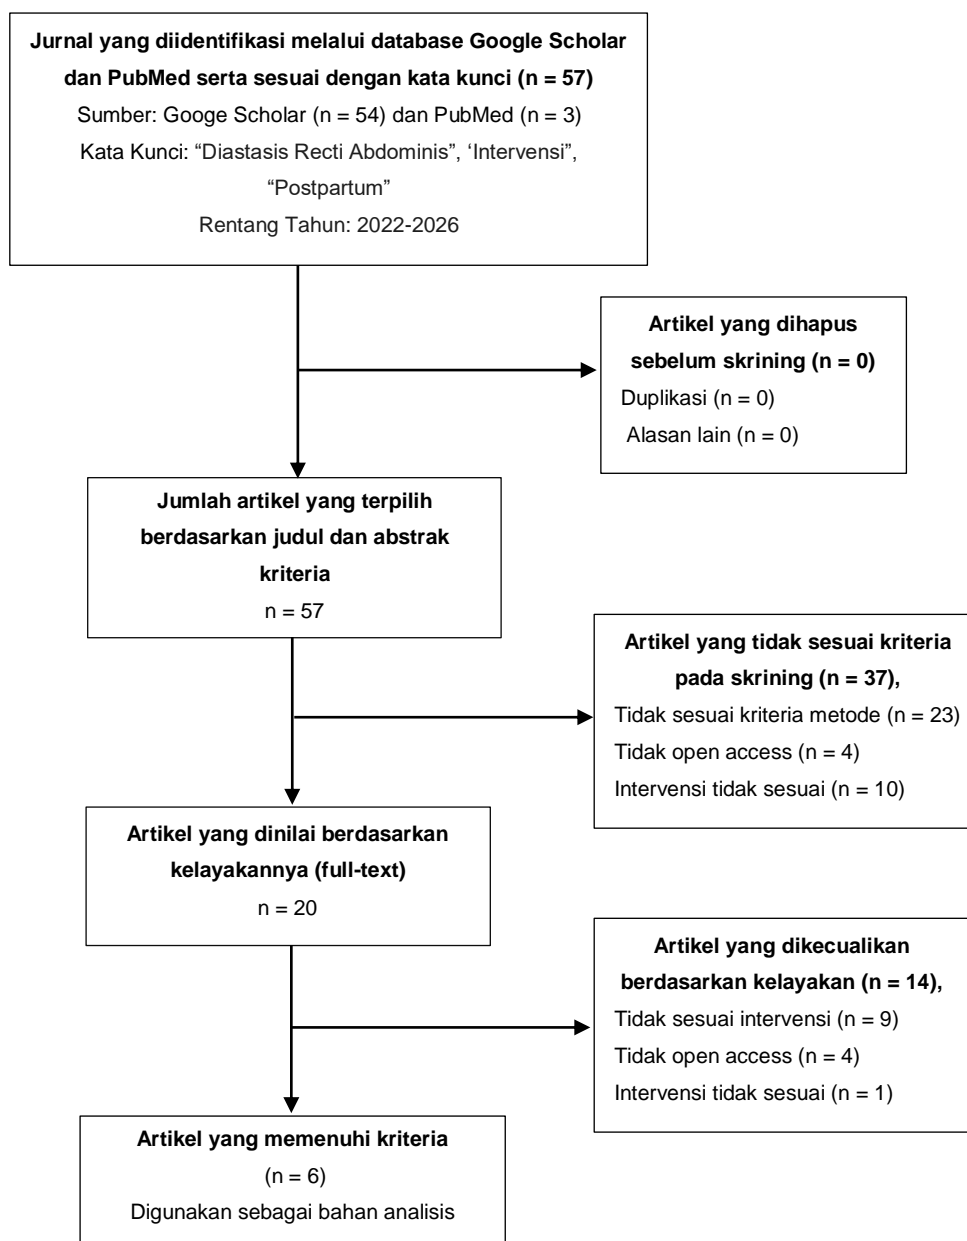 Jurnal yang diidentifikasi melalui database Google Scholar
dan PubMed serta sesuai dengan kata kunci (n = 57)
Sumber: Googe Scholar (n = 54) dan PubMed (n = 3)
Kata Kunci: “Diastasis Recti Abdominis”, ‘Intervensi”,
“Postpartum”
Rentang Tahun: 2022-2026
Artikel yang dihapus
sebelum skrining (n = 0)
Duplikasi (n = 0)
Alasan lain (n = 0)
Jumlah artikel yang terpilih
berdasarkan judul dan abstrak
kriteria
n = 57
Artikel yang tidak sesuai kriteria
pada skrining (n = 37),
Tidak sesuai kriteria metode (n = 23)
Tidak open access (n = 4)
Intervensi tidak sesuai (n = 10)
Artikel yang dinilai berdasarkan
kelayakannya (full-text)
n = 20
Artikel yang dikecualikan
berdasarkan kelayakan (n = 14),
Tidak sesuai intervensi (n = 9)
Tidak open access (n = 4)
Intervensi tidak sesuai (n = 1)
Artikel yang memenuhi kriteria
(n = 6)
Digunakan sebagai bahan analisis